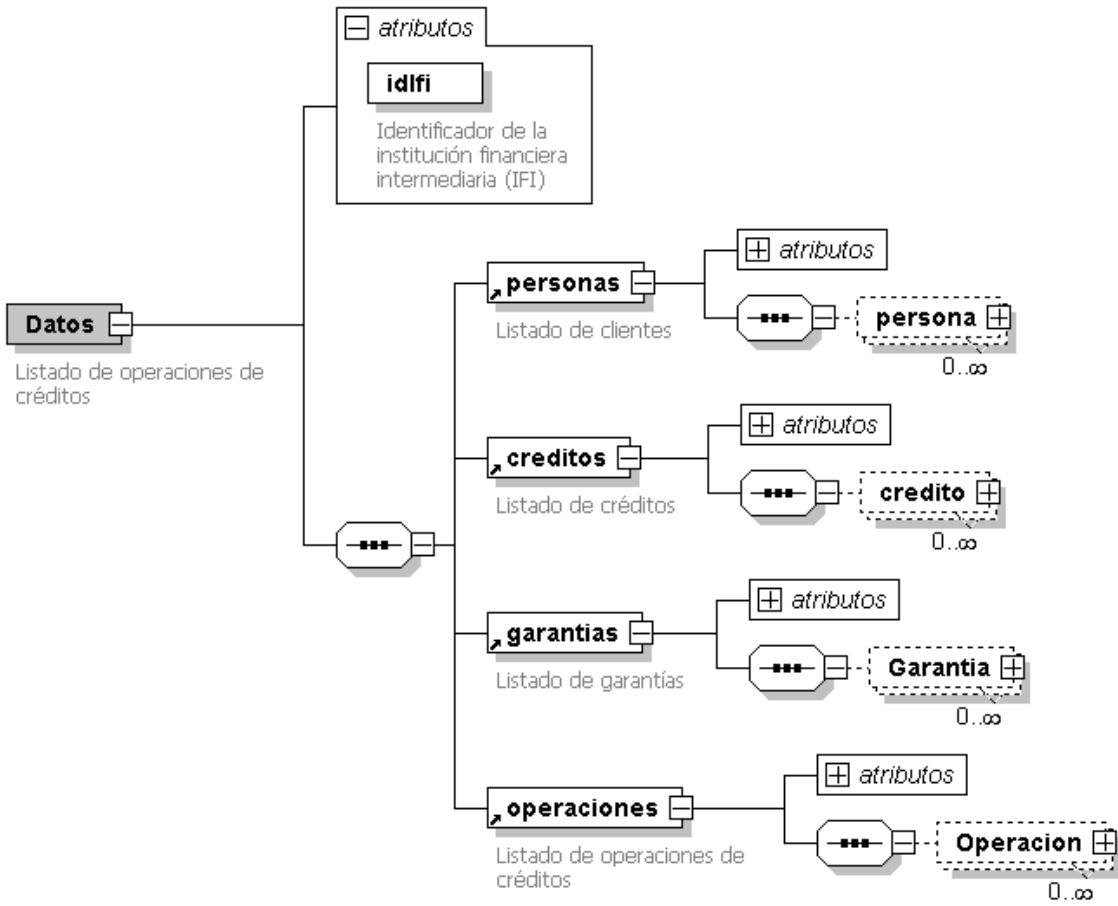 atributos
idIfi
Identificador de la
institución financiera
intermediaria (IFI)
Datos
Listado de operaciones de
créditos
personas
Listado de clientes
atributos
persona
0..∞
creditos
Listado de créditos
atributos
credito
0..∞
garantias
Listado de garantías
atributos
Garantia
0..∞
operaciones
Listado de operaciones de
créditos
atributos
Operacion
0..∞